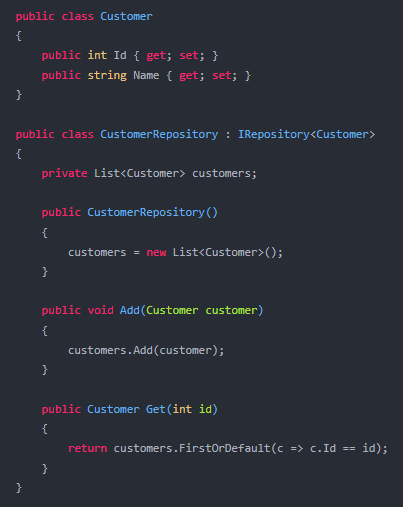 public class Customer
{
    public int Id { get; set; }
    public string Name { get; set; }
}

public class CustomerRepository : IRepository<Customer>
{
    private List<Customer> customers;

    public CustomerRepository()
    {
        customers = new List<Customer>();
    }

    public void Add(Customer customer)
    {
        customers.Add(customer);
    }

    public Customer Get(int id)
    {
        return customers.FirstOrDefault(c => c.Id == id);
    }
}